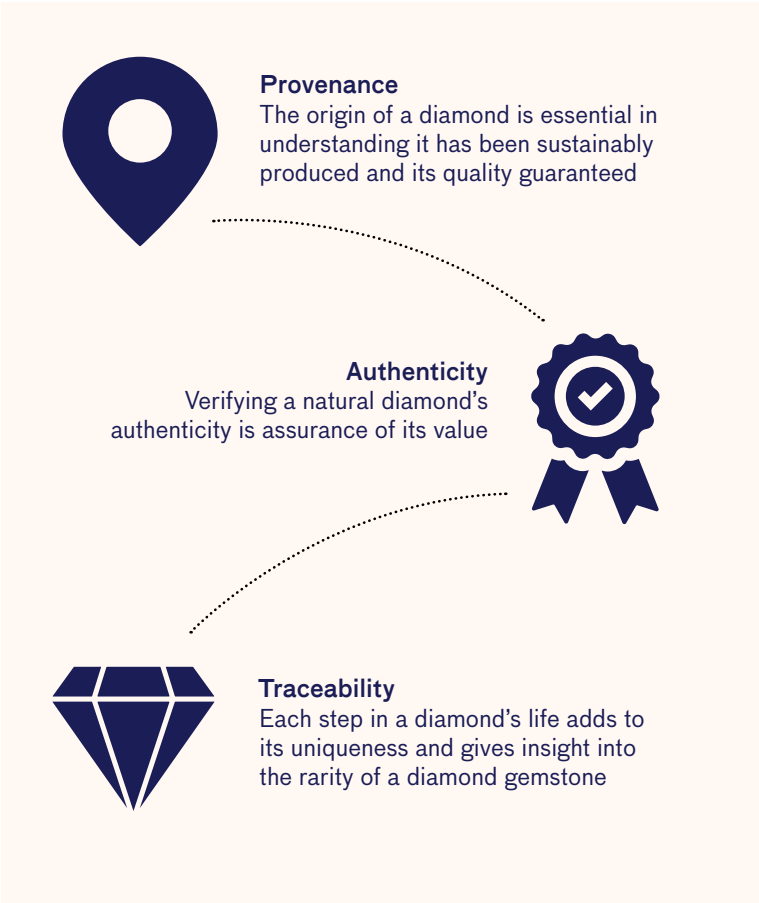 Provenance
The origin of a diamond is essential in
understanding it has been sustainably
produced and its quality guaranteed
Authenticity
Verifying a natural diamond’s
authenticity is assurance of its value
Traceability
Each step in a diamond’s life adds to
its uniqueness and gives insight into
the rarity of a diamond gemstone